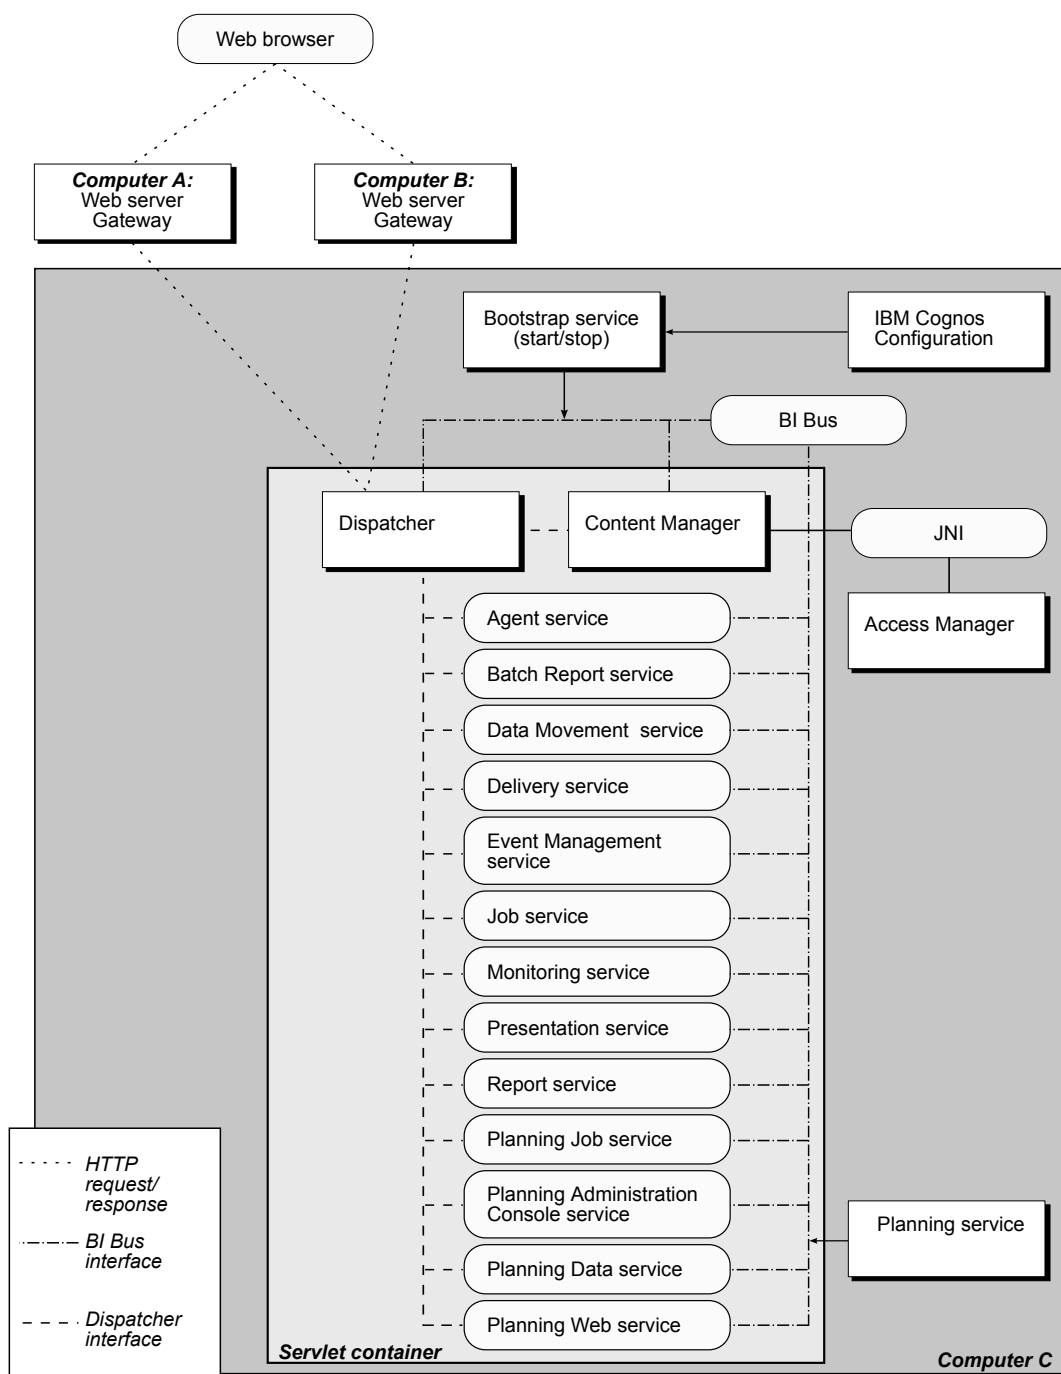 Web browser
Computer A:
Web server
Gateway
Computer B:
Web server
Gateway
Bootstrap service
(start/stop)
IBM Cognos
Configuration
BI Bus
Dispatcher
Content Manager
JNI
Access Manager
Agent service
Batch Report service
Data Movement service
Delivery service
Event Management
service
Job service
Monitoring service
Presentation service
Report service
Planning Job service
Planning Administration
Console service
Planning Data service
Planning Web service
Planning service
HTTP
request/
response
BI Bus
interface
Dispatcher
interface
Servlet container
Computer C